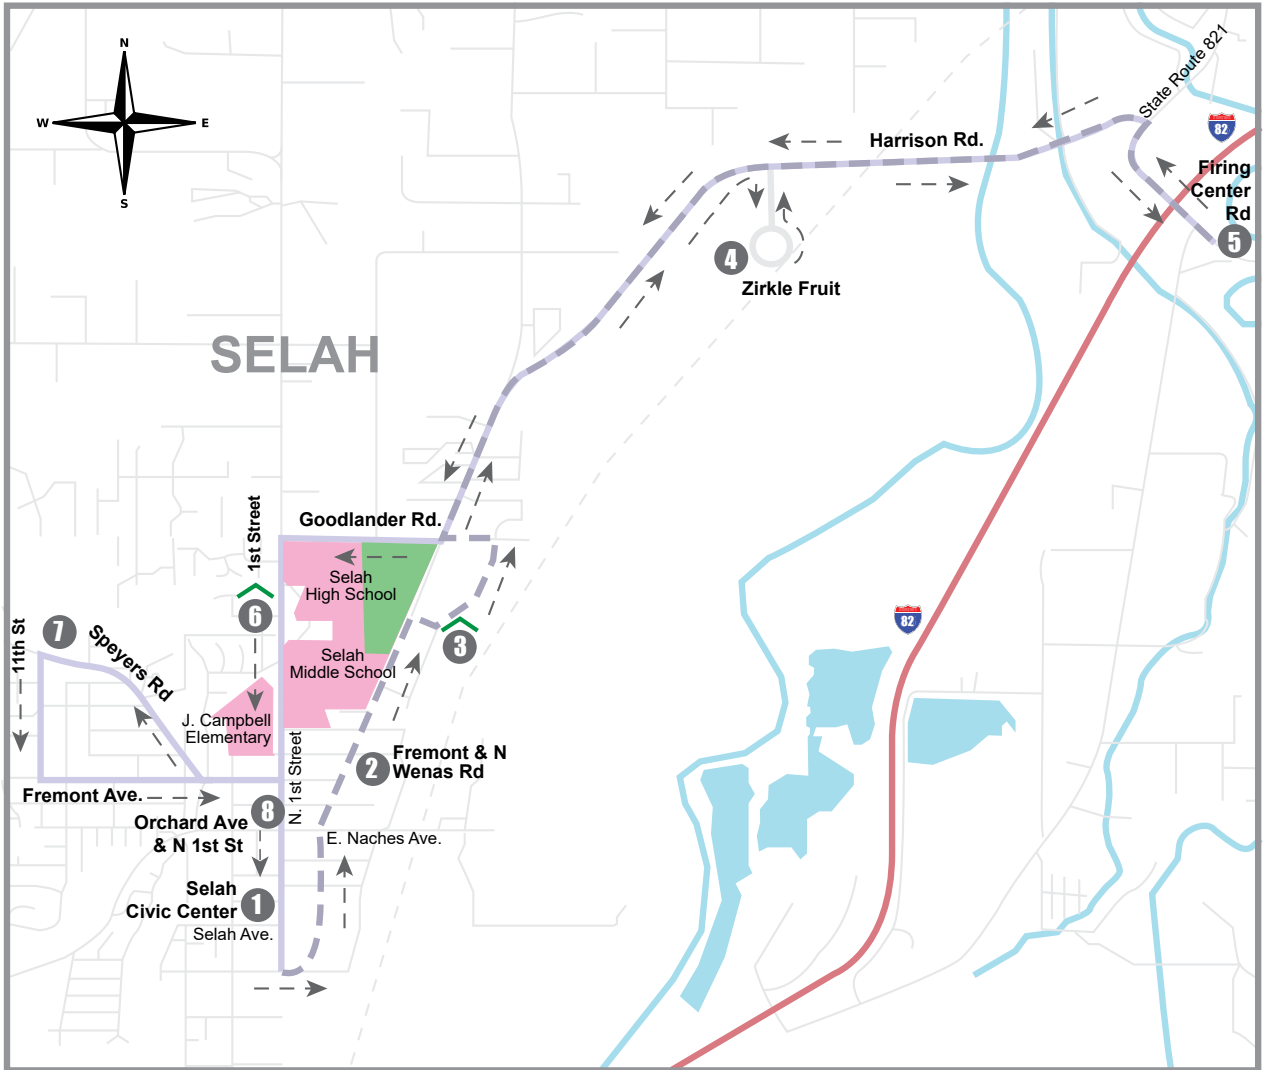 N
W
E
S
State Route 821
82
Harrison Rd.
Firing
Center
Rd
5
4
Zirkle Fruit
SELAH
1st Street
Goodlander Rd.
Selah
High School
6
3
82
7
11th St
Speyers Rd
Selah
Middle School
J. Campbell
Elementary
N. 1st Street
2
Fremont & N
Wenas Rd
Fremont Ave.
8
Orchard Ave
& N 1st St
E. Naches Ave.
Selah
Civic Center
1
Selah Ave.